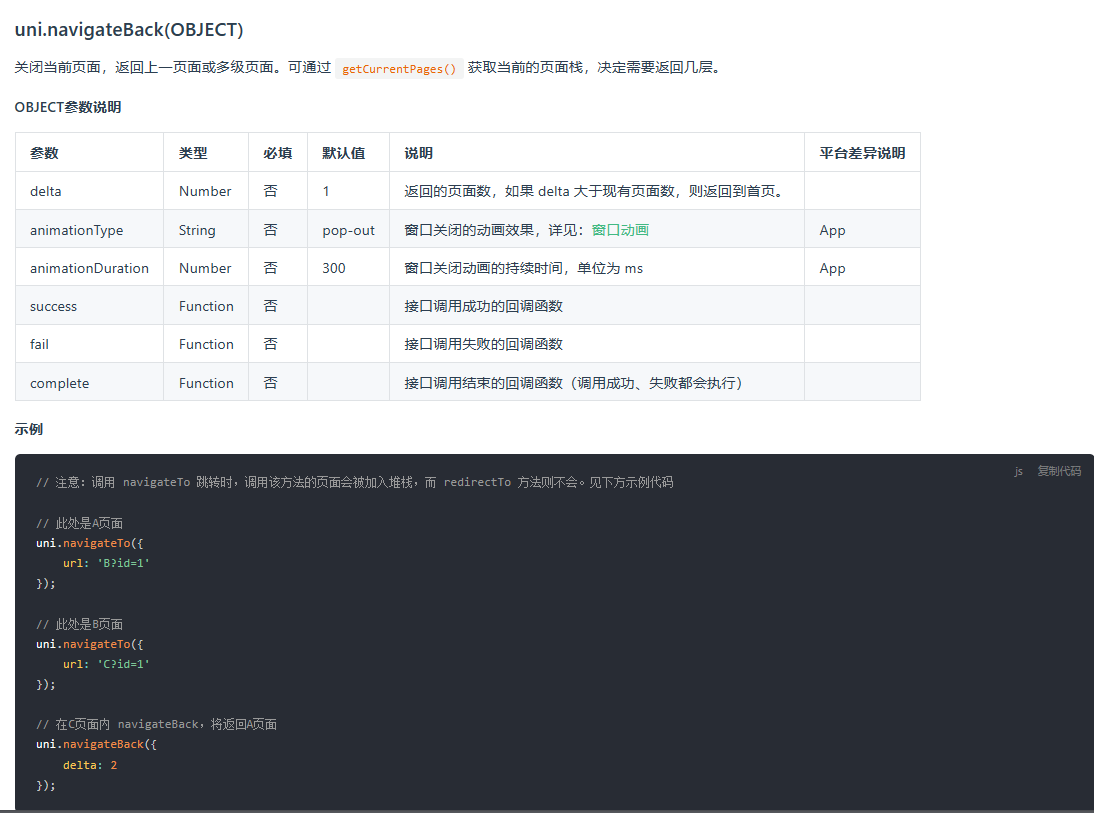 uni.navigateBack(OBJECT)
关闭当前页面，返回上一页面或多级页面。可通过 getCurrentPages() 获取当前的页面栈，决定需要返回几层。
OBJECT参数说明
参数 类型 必填 默认值 说明 平台差异说明
delta Number 否 1 返回的页面数，如果 delta 大于现有页面数，则返回到首页。
animationType String 否 pop-out 窗口关闭的动画效果，详见：窗口动画 App
animationDuration Number 否 300 窗口关闭动画的持续时间，单位为 ms App
success Function 否 接口调用成功的回调函数
fail Function 否 接口调用失败的回调函数
complete Function 否 接口调用结束的回调函数（调用成功、失败都会执行）
示例
js 复制代码
// 注意：调用 navigateTo 跳转时，调用该方法的页面会被加入堆栈，而 redirectTo 方法则不会。见下方示例代码
// 此处是A页面
uni.navigateTo({
url: 'B?id=1'
});
// 此处是B页面
uni.navigateTo({
url: 'C?id=1'
});
// 在C页面内 navigateBack，将返回A页面
uni.navigateBack({
delta: 2
});